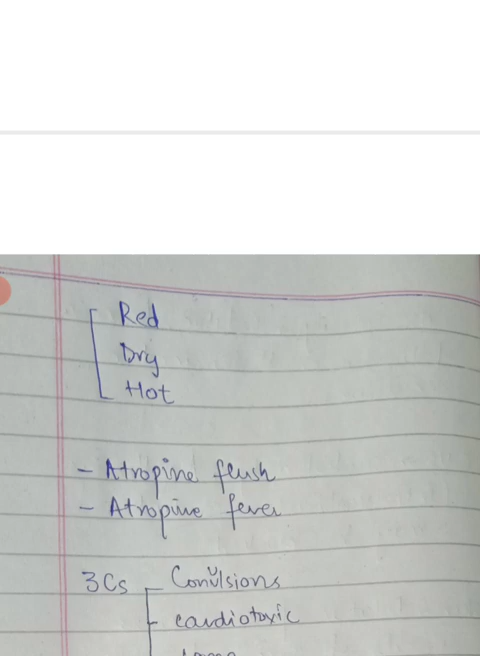 Red
Dry
Hot
- Atropine flush
- Atropine fever
3Cs Convulsions
cardiotoxic